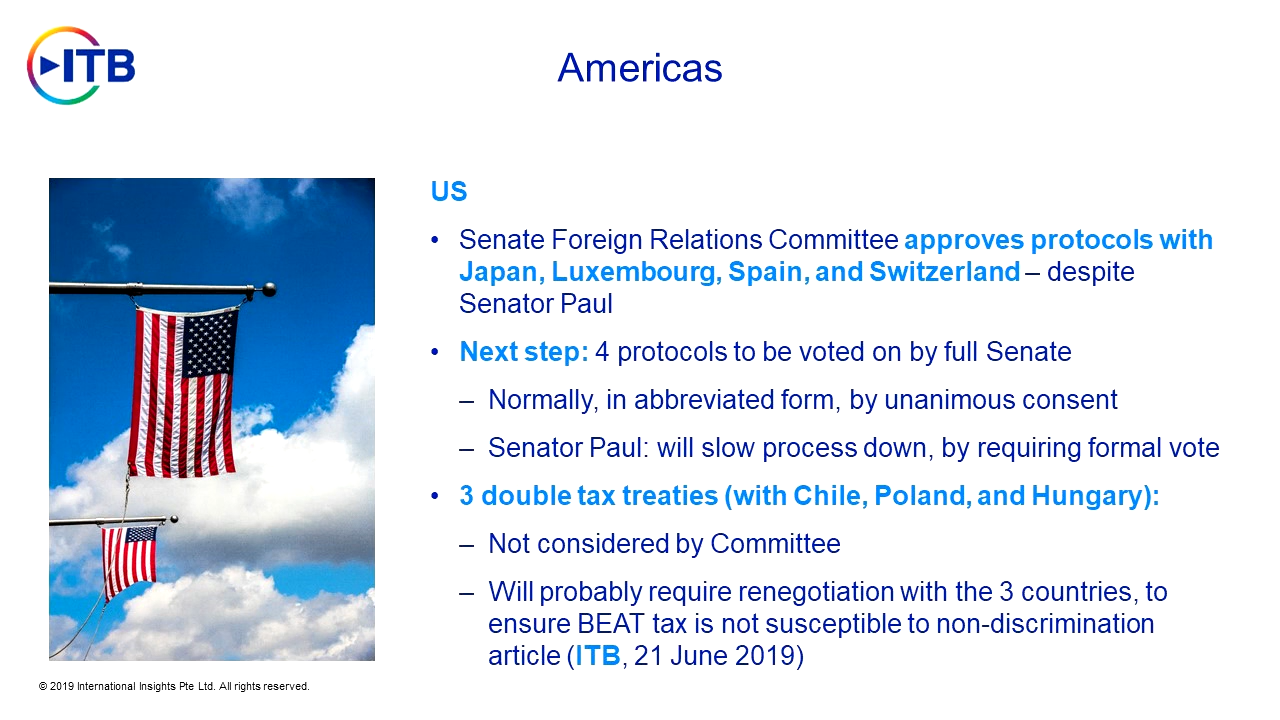 ITB
Americas
US
• Senate Foreign Relations Committee approves protocols with
Japan, Luxembourg, Spain, and Switzerland – despite
Senator Paul
• Next step: 4 protocols to be voted on by full Senate
– Normally, in abbreviated form, by unanimous consent
– Senator Paul: will slow process down, by requiring formal vote
• 3 double tax treaties (with Chile, Poland, and Hungary):
– Not considered by Committee
– Will probably require renegotiation with the 3 countries, to
ensure BEAT tax is not susceptible to non-discrimination
article (ITB, 21 June 2019)
© 2019 International Insights Pte Ltd. All rights reserved.